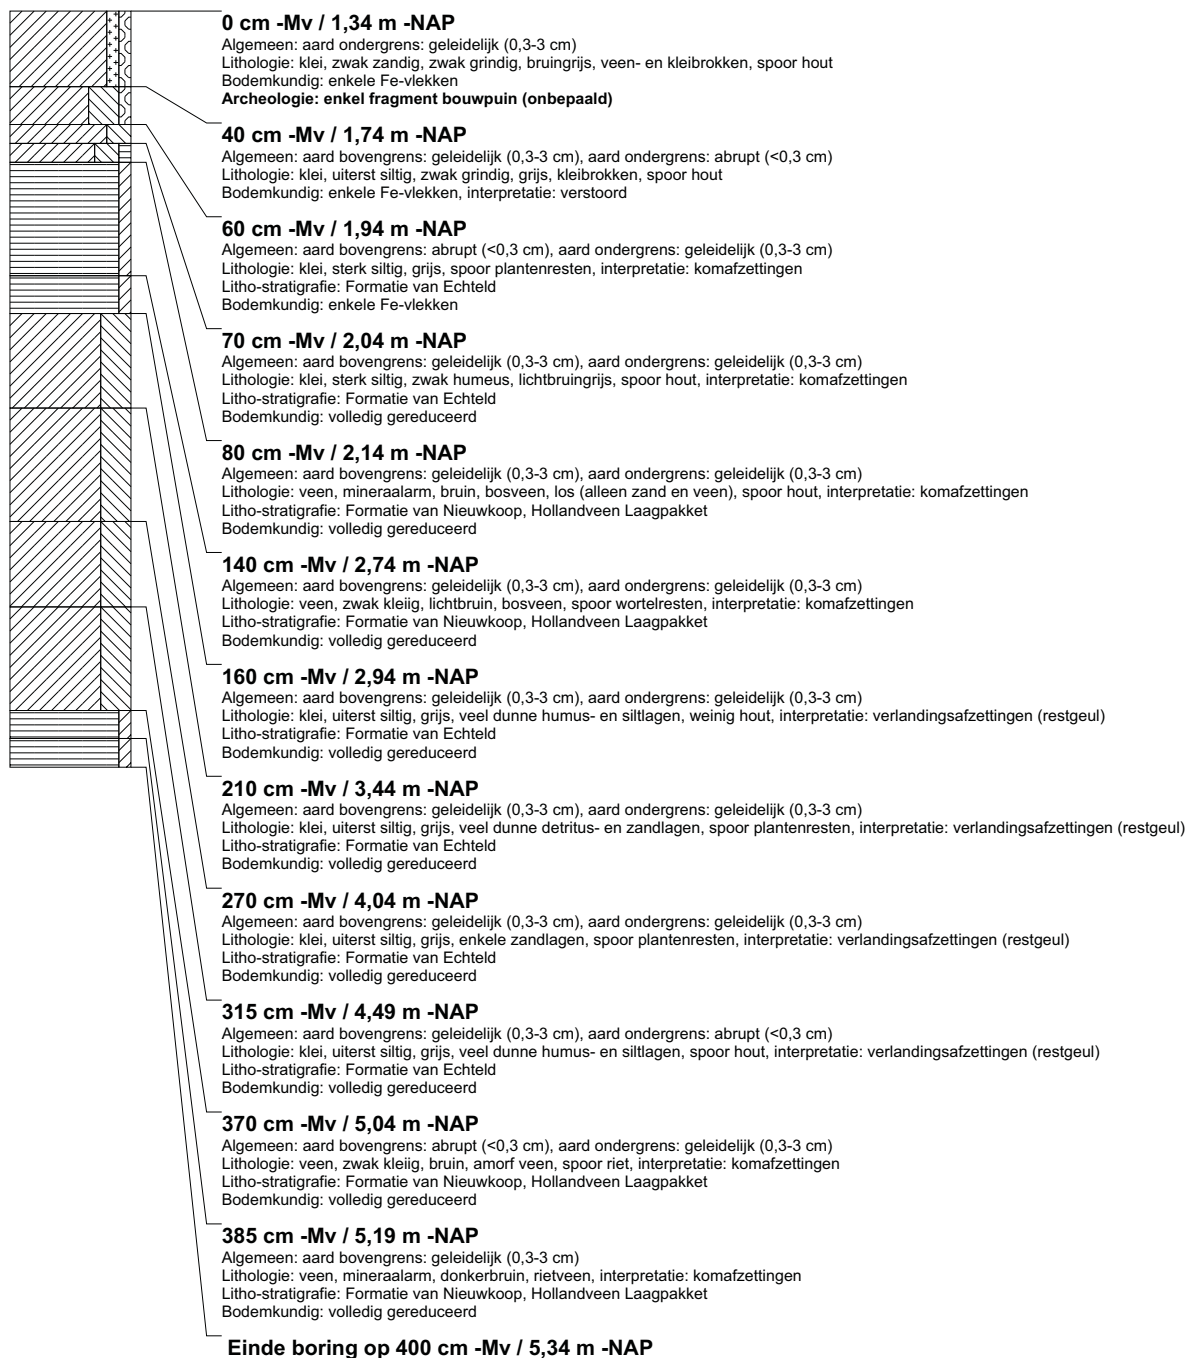 0 cm -Mv / 1,34 m -NAP
Algemeen: aard ondergrens: geleidelijk (0,3-3 cm)
Lithologie: klei, zwak zandig, zwak grindig, bruingrijs, veen- en kleibrokken, spoor hout
Bodemkundig: enkele Fe-vlekken
Archeologie: enkel fragment bouwpuin (onbepaald)
40 cm -Mv / 1,74 m -NAP
Algemeen: aard bovengrens: geleidelijk (0,3-3 cm), aard ondergrens: abrupt (<0,3 cm)
Lithologie: klei, uiterst siltig, zwak grindig, grijs, kleibrokken, spoor hout
Bodemkundig: enkele Fe-vlekken, interpretatie: verstoord
60 cm -Mv / 1,94 m -NAP
Algemeen: aard bovengrens: abrupt (<0,3 cm), aard ondergrens: geleidelijk (0,3-3 cm)
Lithologie: klei, sterk siltig, grijs, spoor plantenresten, interpretatie: komafzettingen
Litho-stratigrafie: Formatie van Echteld
Bodemkundig: enkele Fe-vlekken
70 cm -Mv / 2,04 m -NAP
Algemeen: aard bovengrens: geleidelijk (0,3-3 cm), aard ondergrens: geleidelijk (0,3-3 cm)
Lithologie: klei, sterk siltig, zwak humeus, lichtbruingrijs, spoor hout, interpretatie: komafzettingen
Litho-stratigrafie: Formatie van Echteld
Bodemkundig: volledig gereduceerd
80 cm -Mv / 2,14 m -NAP
Algemeen: aard bovengrens: geleidelijk (0,3-3 cm), aard ondergrens: geleidelijk (0,3-3 cm)
Lithologie: veen, mineraalarm, bruin, bosveen, los (alleen zand en veen), spoor hout, interpretatie: komafzettingen
Litho-stratigrafie: Formatie van Nieuwkoop, Hollandveen Laagpakket
Bodemkundig: volledig gereduceerd
140 cm -Mv / 2,74 m -NAP
Algemeen: aard bovengrens: geleidelijk (0,3-3 cm), aard ondergrens: geleidelijk (0,3-3 cm)
Lithologie: veen, zwak kleiig, lichtbruin, bosveen, spoor wortelresten, interpretatie: komafzettingen
Litho-stratigrafie: Formatie van Nieuwkoop, Hollandveen Laagpakket
Bodemkundig: volledig gereduceerd
160 cm -Mv / 2,94 m -NAP
Algemeen: aard bovengrens: geleidelijk (0,3-3 cm), aard ondergrens: geleidelijk (0,3-3 cm)
Lithologie: klei, uiterst siltig, grijs, veel dunne humus- en siltlagen, weinig hout, interpretatie: verlandingsafzettingen (restgeul)
Litho-stratigrafie: Formatie van Echteld
Bodemkundig: volledig gereduceerd
210 cm -Mv / 3,44 m -NAP
Algemeen: aard bovengrens: geleidelijk (0,3-3 cm), aard ondergrens: geleidelijk (0,3-3 cm)
Lithologie: klei, uiterst siltig, grijs, veel dunne detritus- en zandlagen, spoor plantenresten, interpretatie: verlandingsafzettingen (restgeul)
Litho-stratigrafie: Formatie van Echteld
Bodemkundig: volledig gereduceerd
270 cm -Mv / 4,04 m -NAP
Algemeen: aard bovengrens: geleidelijk (0,3-3 cm), aard ondergrens: geleidelijk (0,3-3 cm)
Lithologie: klei, uiterst siltig, grijs, enkele zandlagen, spoor plantenresten, interpretatie: verlandingsafzettingen (restgeul)
Litho-stratigrafie: Formatie van Echteld
Bodemkundig: volledig gereduceerd
315 cm -Mv / 4,49 m -NAP
Algemeen: aard bovengrens: geleidelijk (0,3-3 cm), aard ondergrens: abrupt (<0,3 cm)
Lithologie: klei, uiterst siltig, grijs, veel dunne humus- en siltlagen, spoor hout, interpretatie: verlandingsafzettingen (restgeul)
Litho-stratigrafie: Formatie van Echteld
Bodemkundig: volledig gereduceerd
370 cm -Mv / 5,04 m -NAP
Algemeen: aard bovengrens: abrupt (<0,3 cm), aard ondergrens: geleidelijk (0,3-3 cm)
Lithologie: veen, zwak kleiig, bruin, amorf veen, spoor riet, interpretatie: komafzettingen
Litho-stratigrafie: Formatie van Nieuwkoop, Hollandveen Laagpakket
Bodemkundig: volledig gereduceerd
385 cm -Mv / 5,19 m -NAP
Algemeen: aard bovengrens: geleidelijk (0,3-3 cm)
Lithologie: veen, mineraalarm, donkerbruin, rietveen, interpretatie: komafzettingen
Litho-stratigrafie: Formatie van Nieuwkoop, Hollandveen Laagpakket
Bodemkundig: volledig gereduceerd
Einde boring op 400 cm -Mv / 5,34 m -NAP